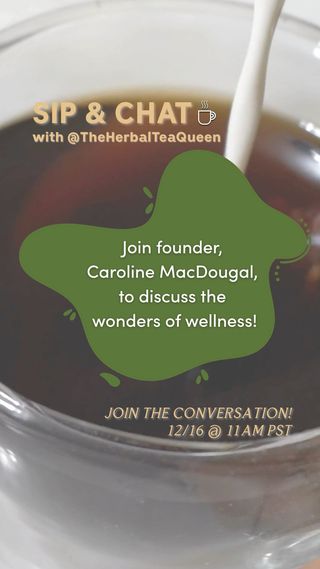 SIP & CHAT
with @TheHerbalTeaQueen
Join founder,
Caroline MacDougal,
to discuss the
wonders of wellness!
JOIN THE CONVERSATION!
12/16 @ 11AM PST